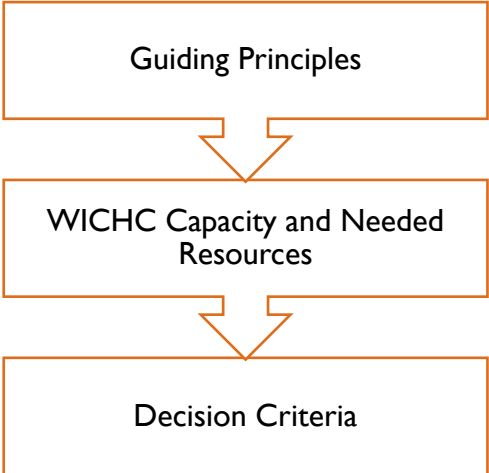 Guiding Principles
WICHC Capacity and Needed
Resources
Decision Criteria